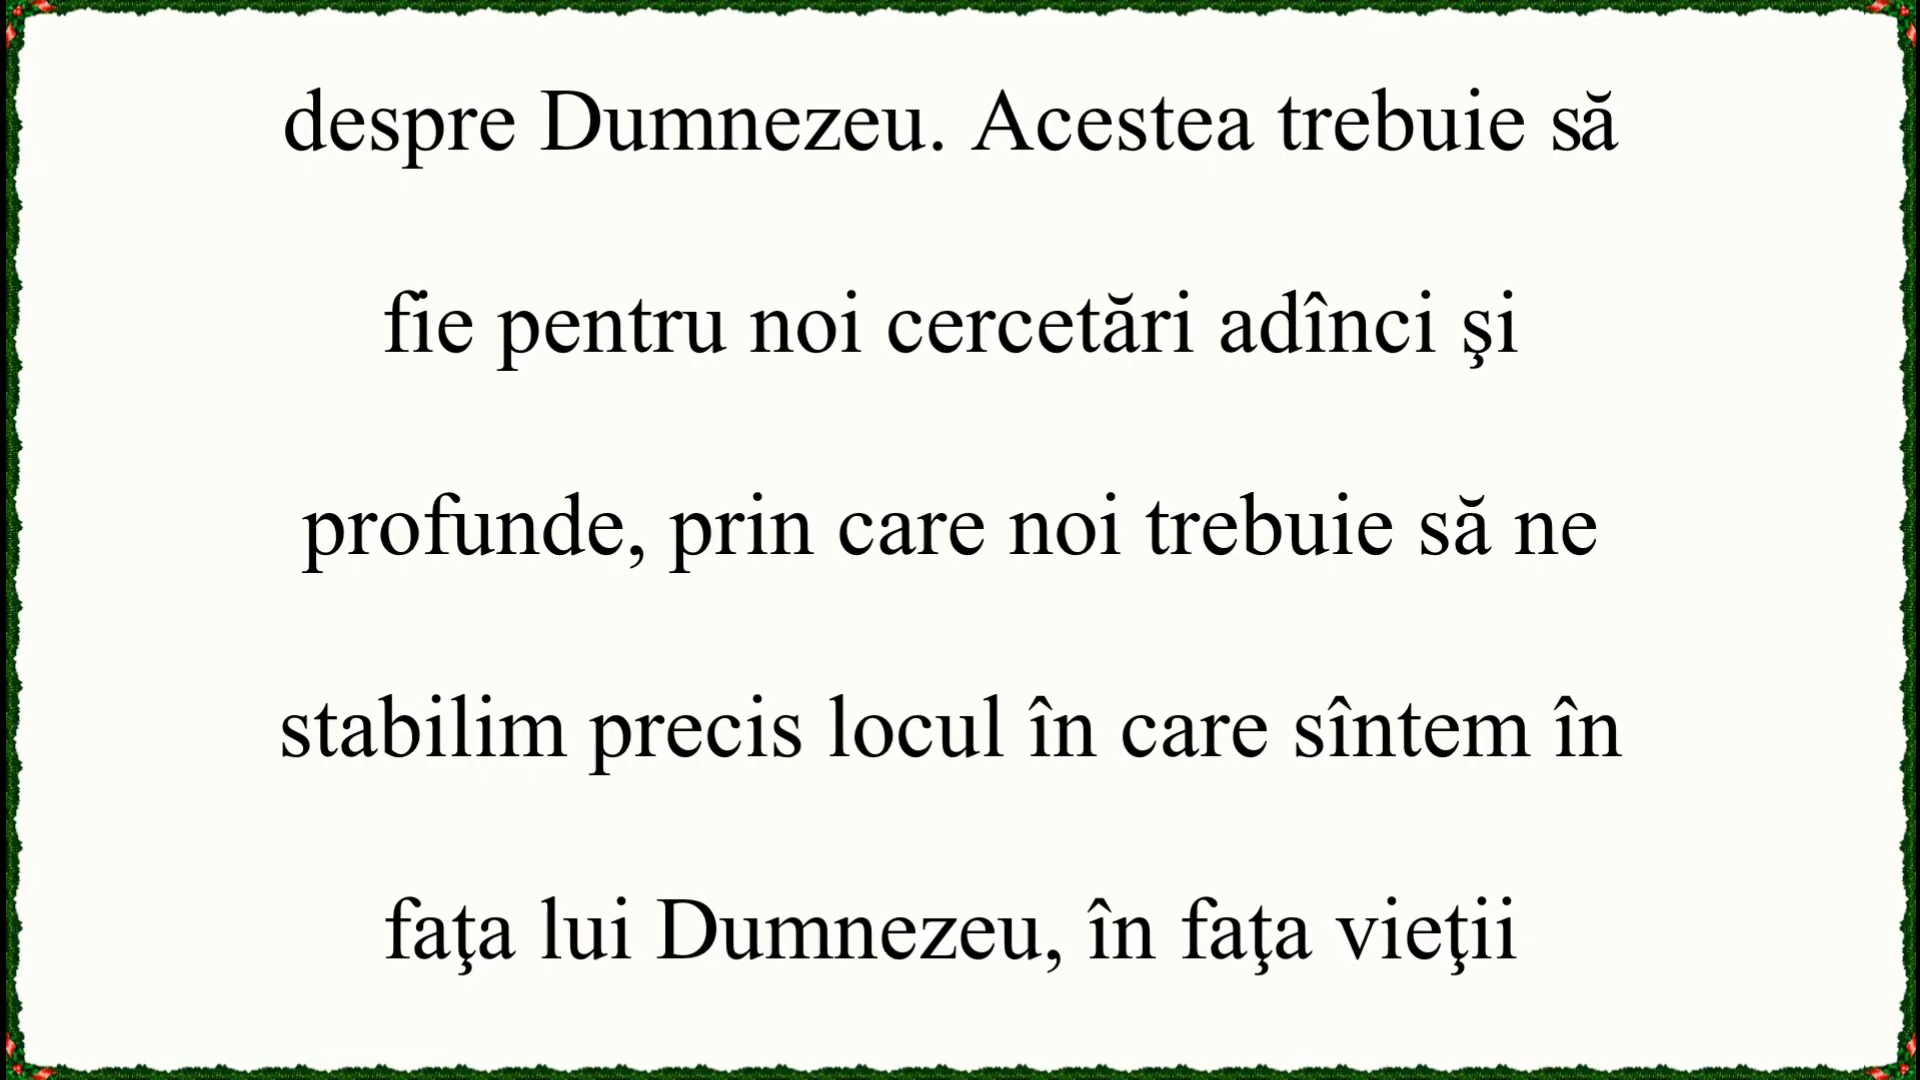 despre Dumnezeu. Acestea trebuie să
fie pentru noi cercetări adînci şi
profunde, prin care noi trebuie să ne
stabilim precis locul în care sîntem în
faţa lui Dumnezeu, în faţa vieţii